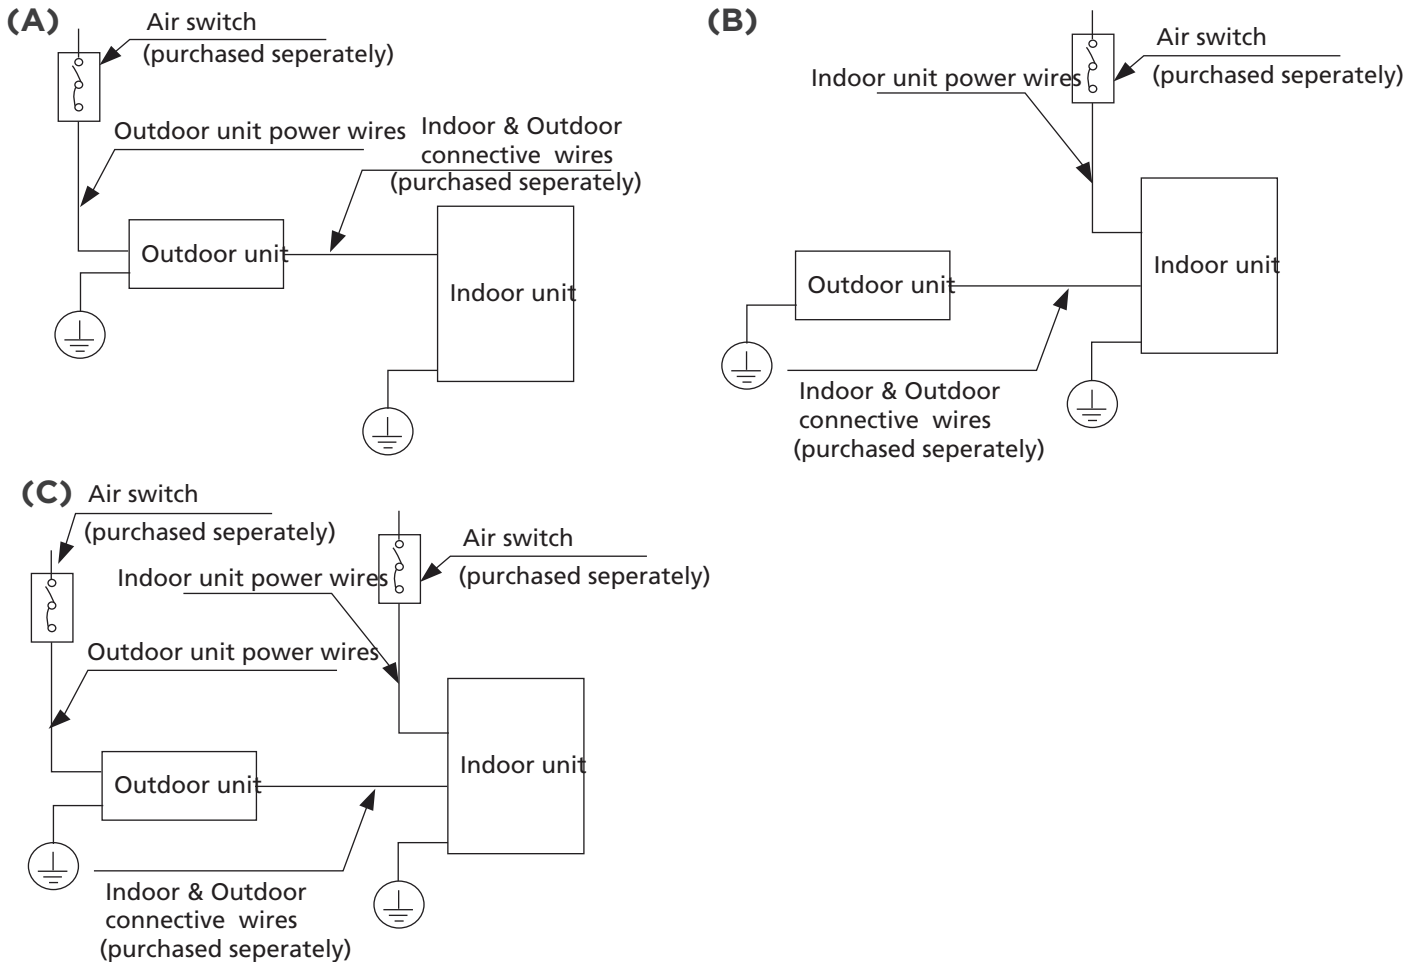 (A)
Air switch
(purchased seperately)
Outdoor unit power wires
Indoor & Outdoor
connective wires
(purchased seperately)
Outdoor unit
Indoor unit
(B)
Air switch
(purchased seperately)
Indoor unit power wires
Outdoor unit
Indoor unit
Indoor & Outdoor
connective wires
(purchased seperately)
(C)
Air switch
(purchased seperately)
Air switch
(purchased seperately)
Indoor unit power wires
Outdoor unit power wires
Outdoor unit
Indoor unit
Indoor & Outdoor
connective wires
(purchased seperately)